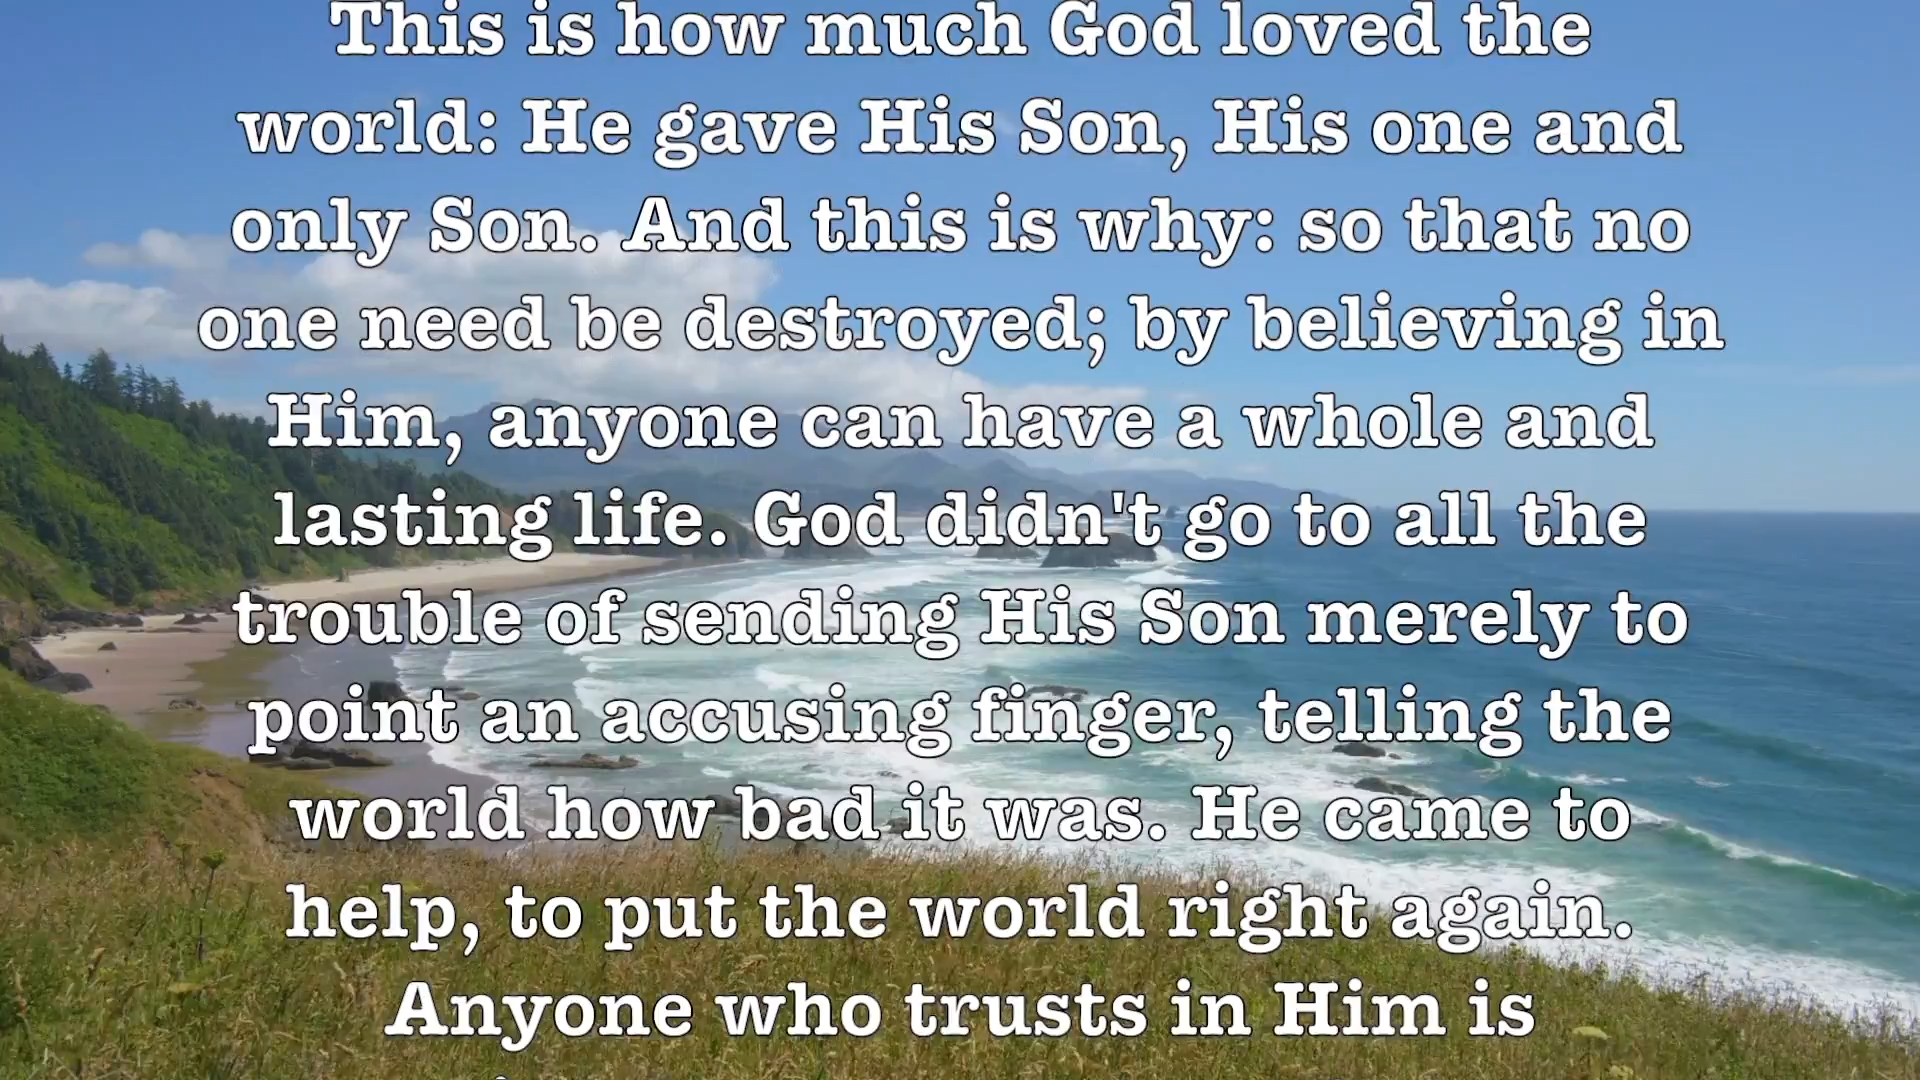 This is how much God loved the
world: He gave His Son, His one and
only Son. And this is why: so that no
one need be destroyed; by believing in
Him, anyone can have a whole and
lasting life. God didn't go to all the
trouble of sending His Son merely to
point an accusing finger, telling the
world how bad it was. He came to
help, to put the world right again.
Anyone who trusts in Him is